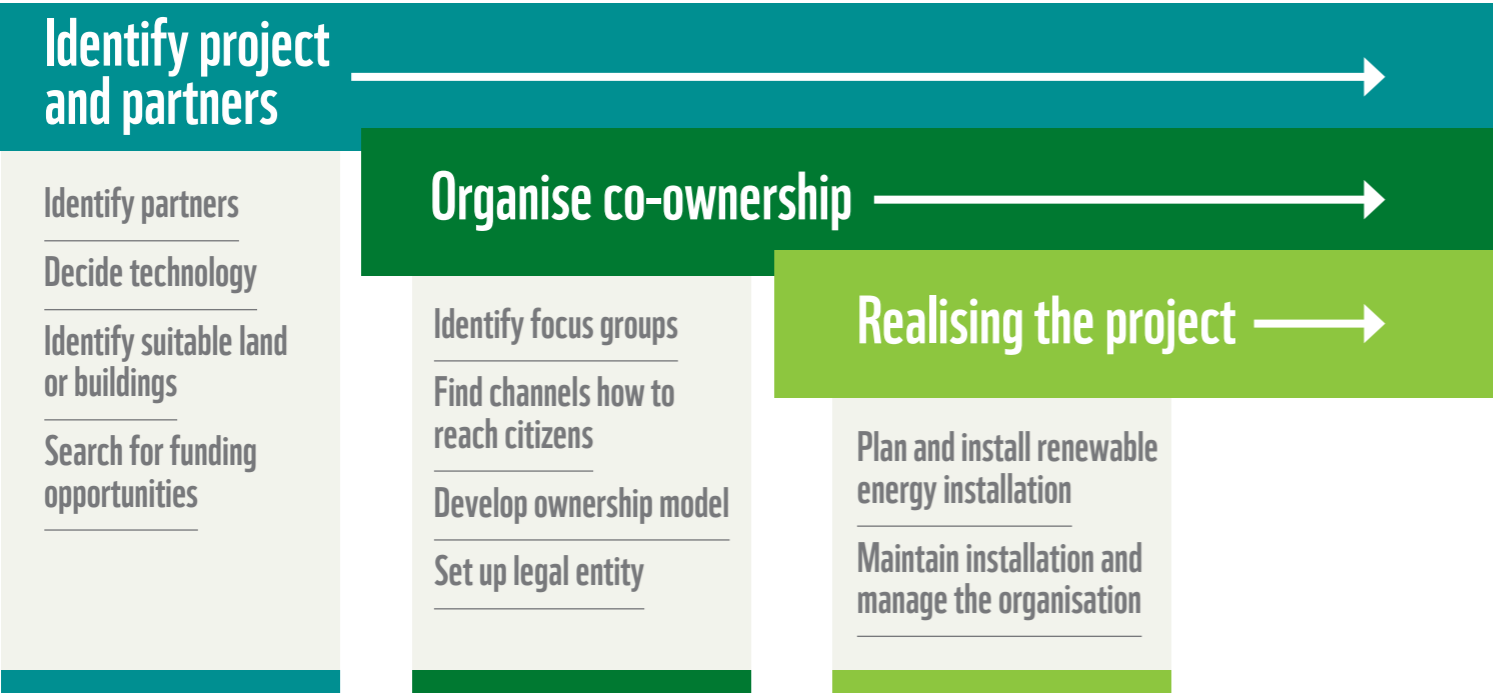 Identify project
and partners
Identify partners
Decide technology
Identify suitable land
or buildings
Search for funding
opportunities
Organise co-ownership
Identify focus groups
Find channels how to
reach citizens
Develop ownership model
Set up legal entity
Realising the project
Plan and install renewable
energy installation
Maintain installation and
manage the organisation